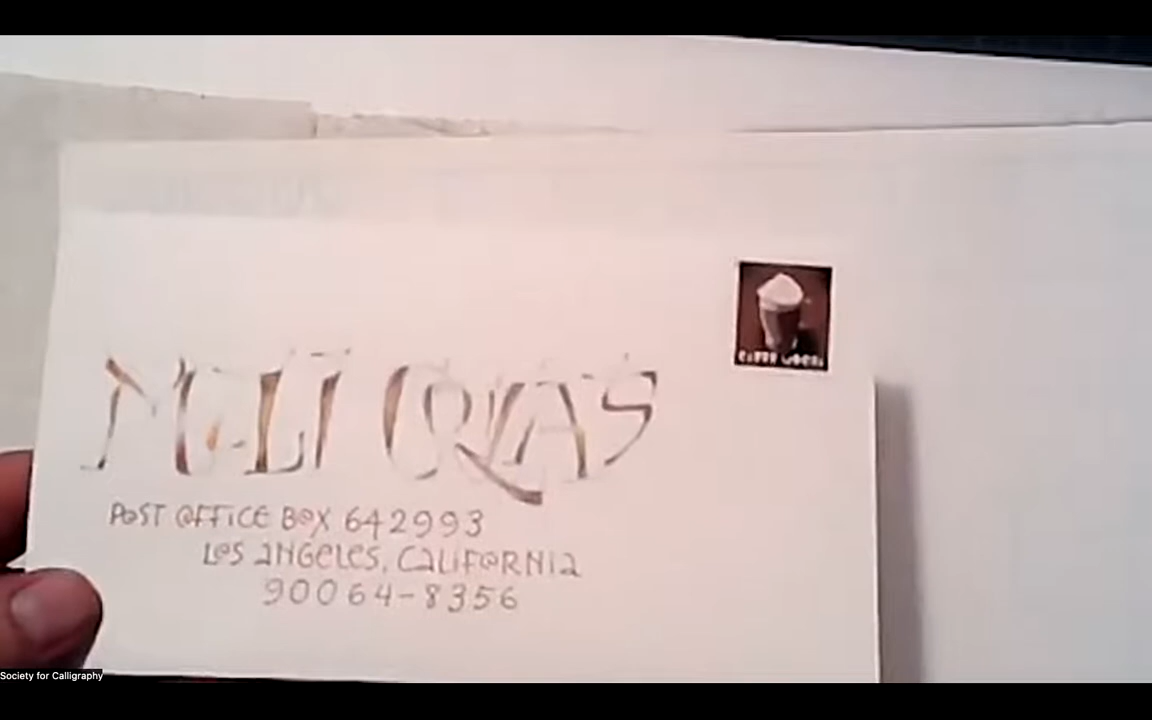 POST OFFICE BOX 642993
LOS ANGELES, CALIFORNIA
90064-8356
Society for Calligraphy